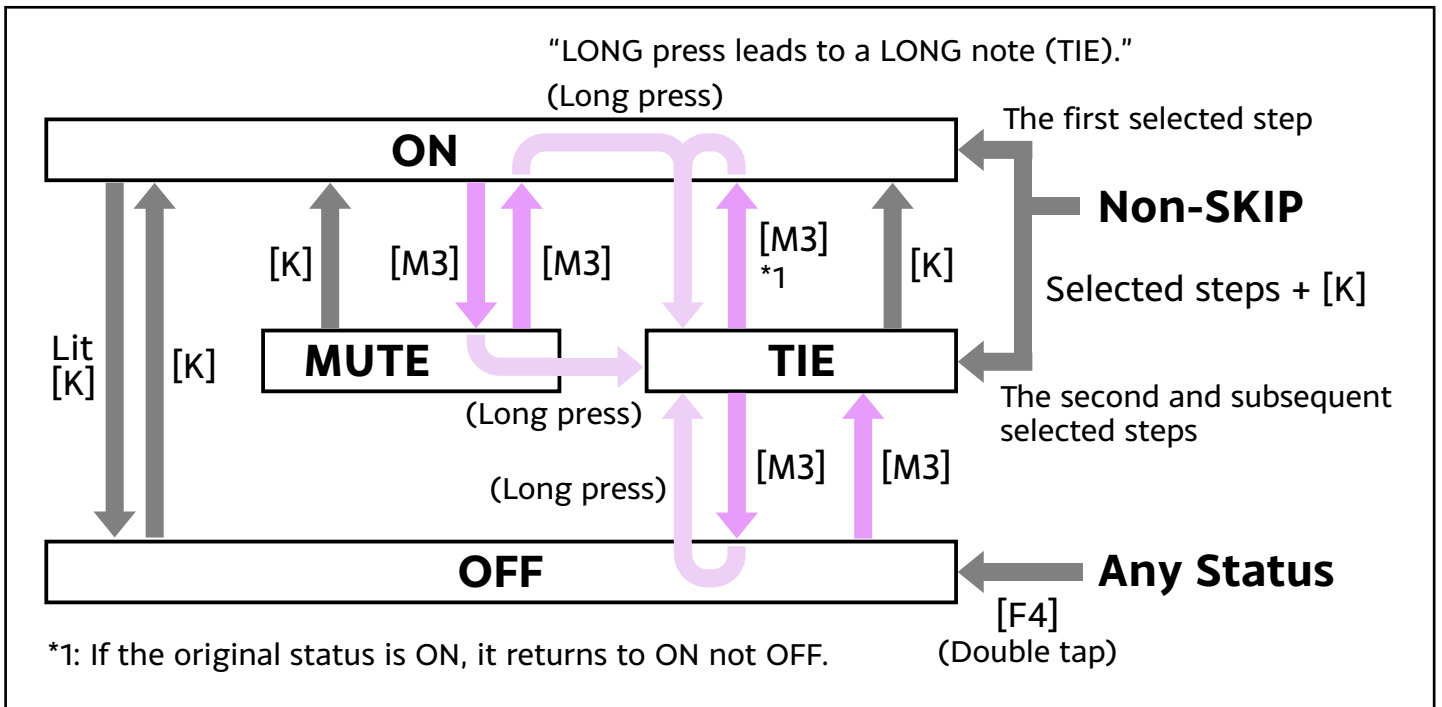 “LONG press leads to a LONG note (TIE).”
(Long press)
The first selected step
ON
Non-SKIP
[K]
[M3]
[M3]
[M3]
*1
[K]
Selected steps + [K]
Lit
[K]
[K]
MUTE
TIE
The second and subsequent
selected steps
(Long press)
(Long press)
[M3]
[M3]
OFF
Any Status
[F4]
(Double tap)
*1: If the original status is ON, it returns to ON not OFF.